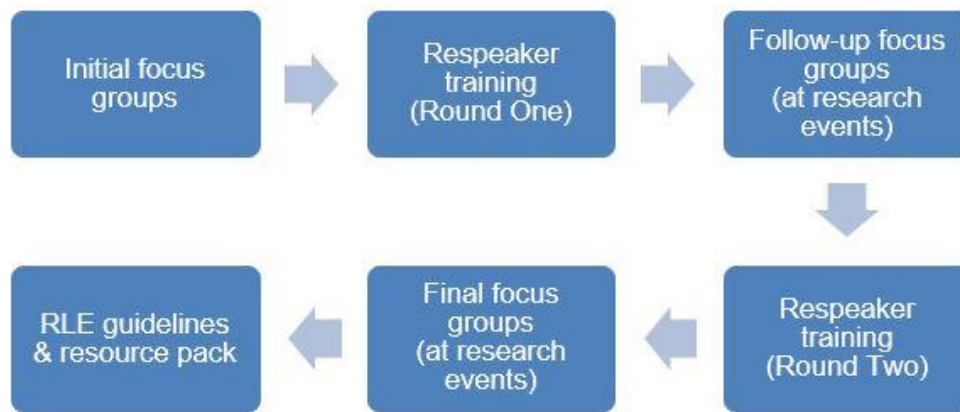 Initial focus
groups
Respeaker
training
(Round One)
Follow-up focus
groups
(at research
events)
Respeaker
training
(Round Two)
Final focus
groups
(at research
events)
RLE guidelines
& resource pack